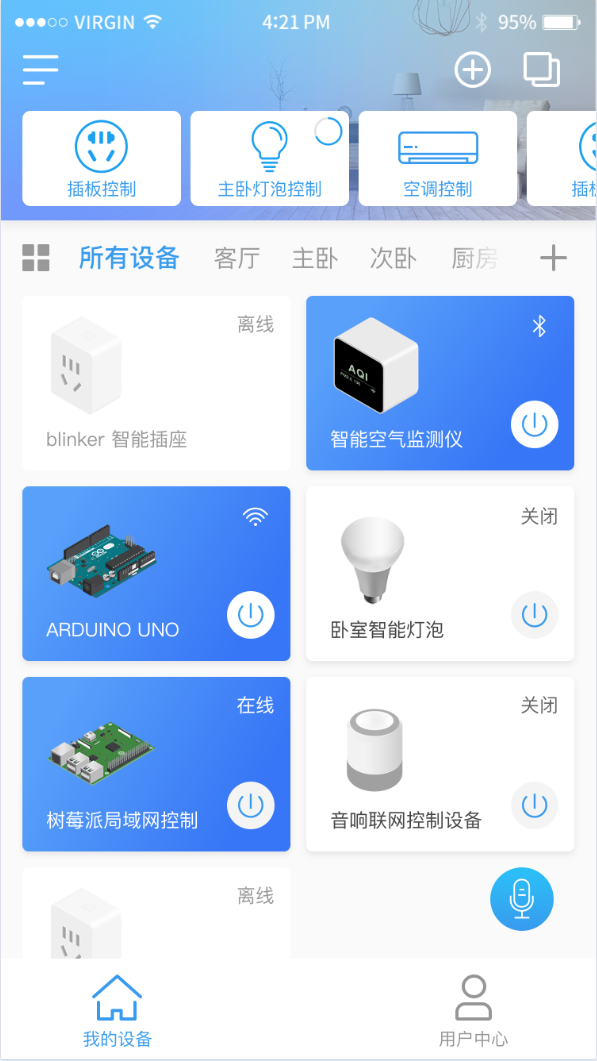 VIRGIN 4:21 PM 95%
插板控制 主卧灯泡控制 空调控制 插板
所有设备 客厅 主卧 次卧 厨房
离线
blinker 智能插座
AQI
智能空气监测仪
ARDUINO UNO
关闭
卧室智能灯泡
在线
树莓派局域网控制
关闭
音响联网控制设备
离线
我的设备 用户中心